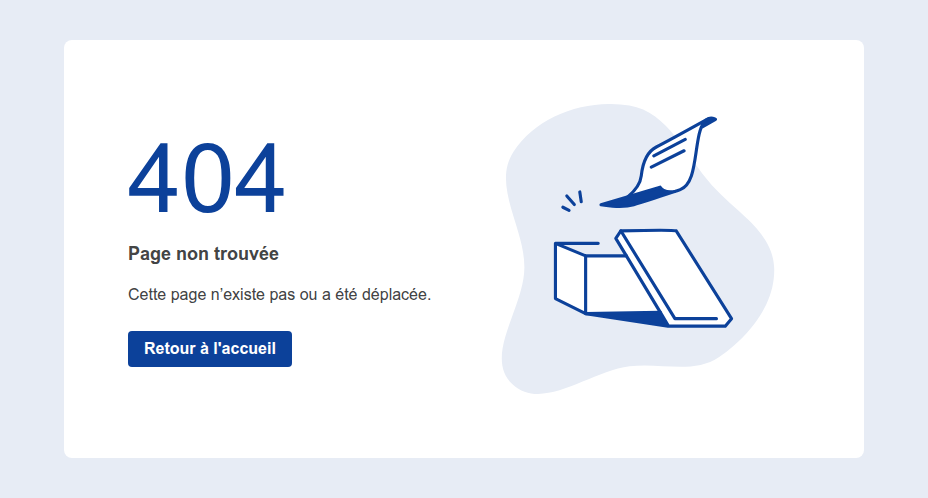 404
Page non trouvée
Cette page n’existe pas ou a été déplacée.
Retour à l'accueil